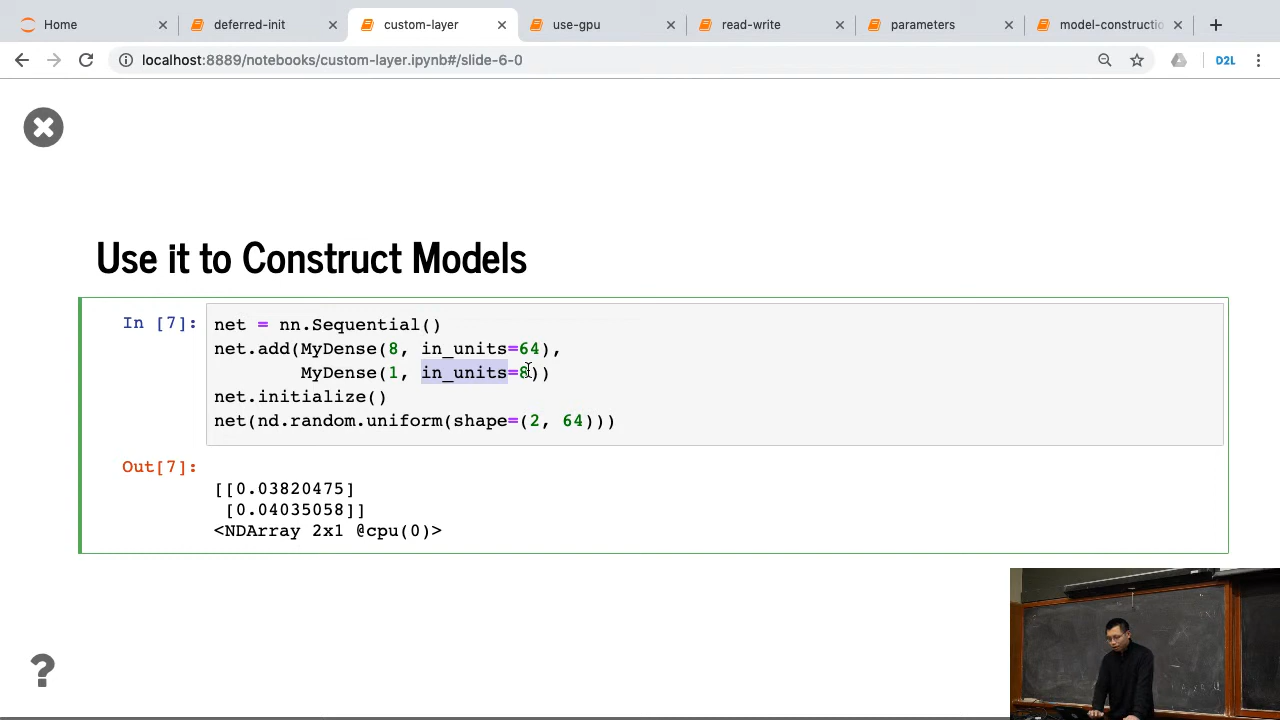 Home
deferred-init
custom-layer
use-gpu
read-write
parameters
model-constructio
localhost:8889/notebooks/custom-layer.ipynb#/slide-6-0
D2L
Use it to Construct Models
In [7]:
net = nn.Sequential()
net.add(MyDense(8, in_units=64),
MyDense(1, in_units=8))
net.initialize()
net(nd.random.uniform(shape=(2, 64)))
Out[7]:
[[0.03820475]
[0.04035058]]
<NDArray 2x1 @cpu(0)>
?